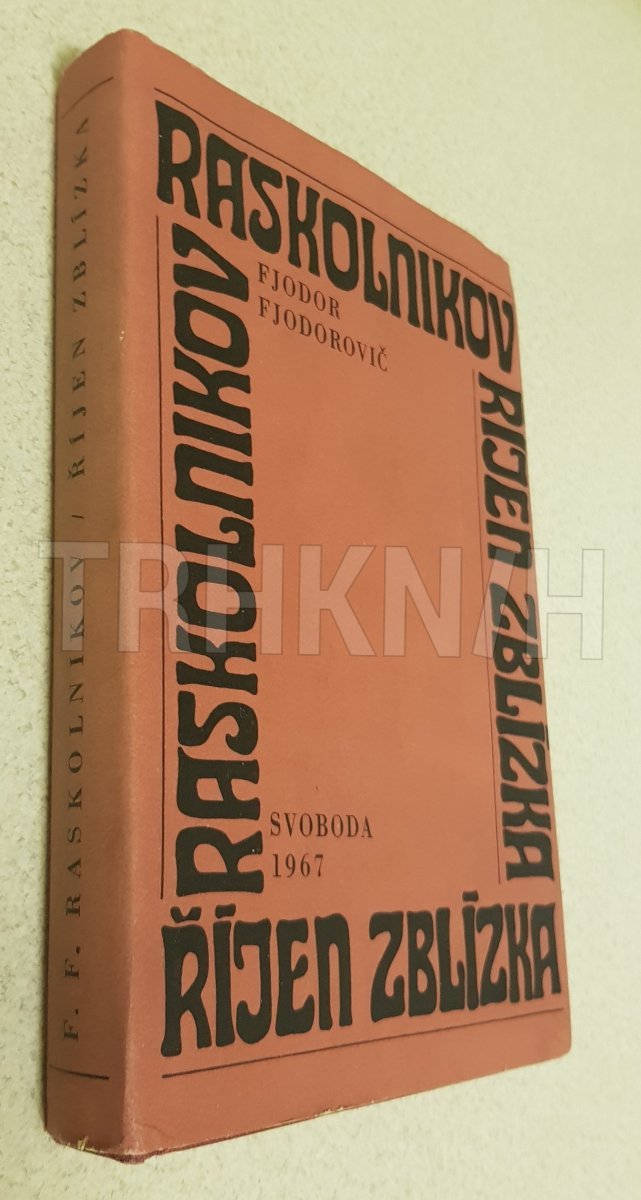 F. F. RASKOLNIKOV / ŘÍJEN ZBLÍZKA
RASKOLNIKOV
RASKOLNIKOV
FJODOR
FJODOROVIČ
ŘÍJEN ZBLÍZKA
SVOBODA
1967
ŘÍJEN ZBLÍZKA
TRHKNIH